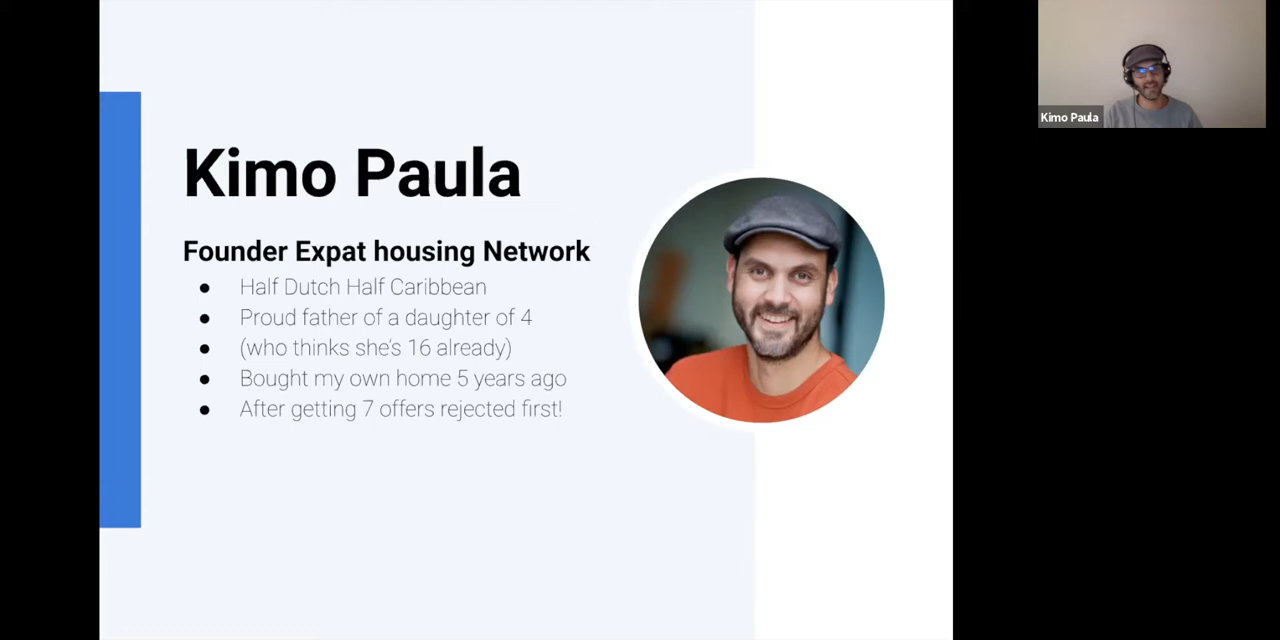 Kimo Paula
Founder Expat housing Network
● Half Dutch Half Caribbean
● Proud father of a daughter of 4
● (who thinks she's 16 already)
● Bought my own home 5 years ago
● After getting 7 offers rejected first!
Kimo Paula